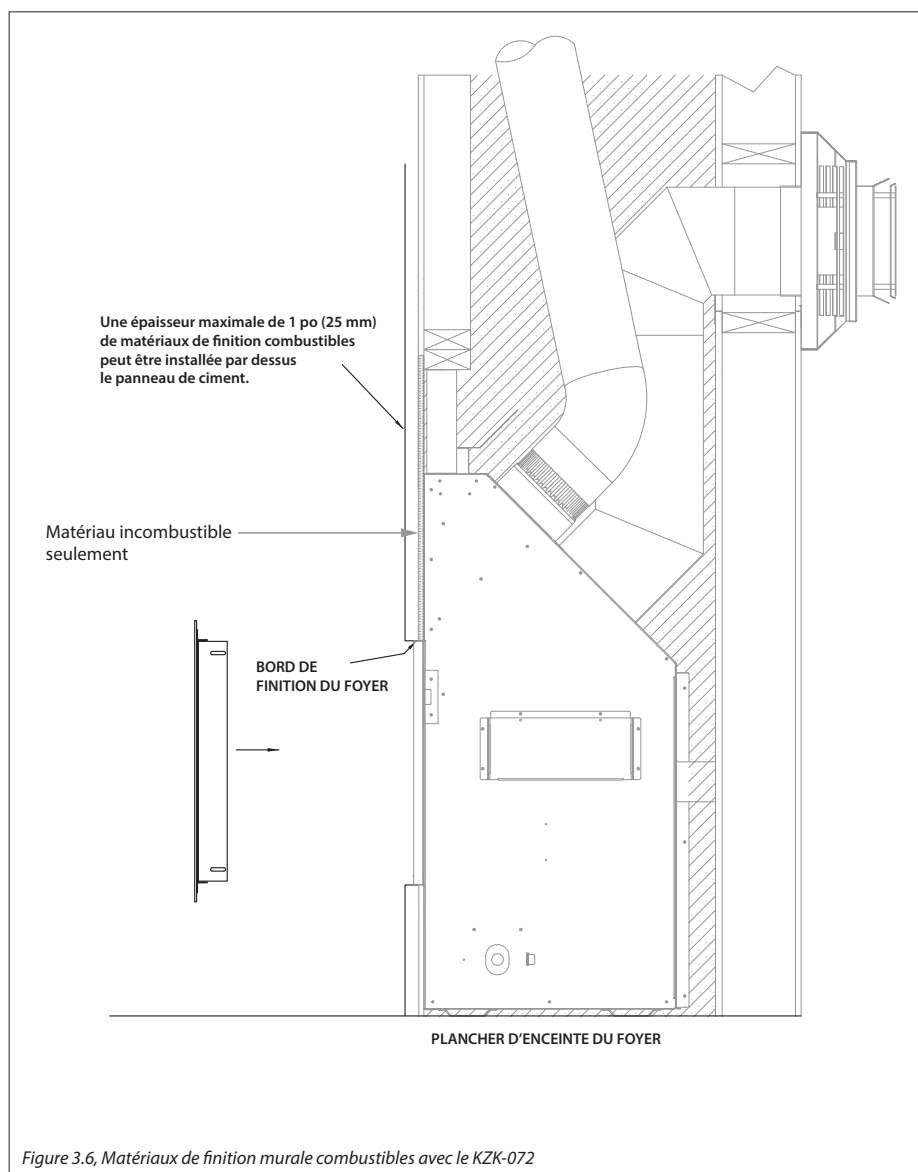 Une épaisseur maximale de 1 po (25 mm)
de matériaux de finition combustibles
peut être installée par dessus
le panneau de ciment.
Matériau incombustible
seulement
BORD DE
FINITION DU FOYER
PLANCHER D’ENCEINTE DU FOYER
Figure 3.6, Matériaux de finition murale combustibles avec le KZK-072